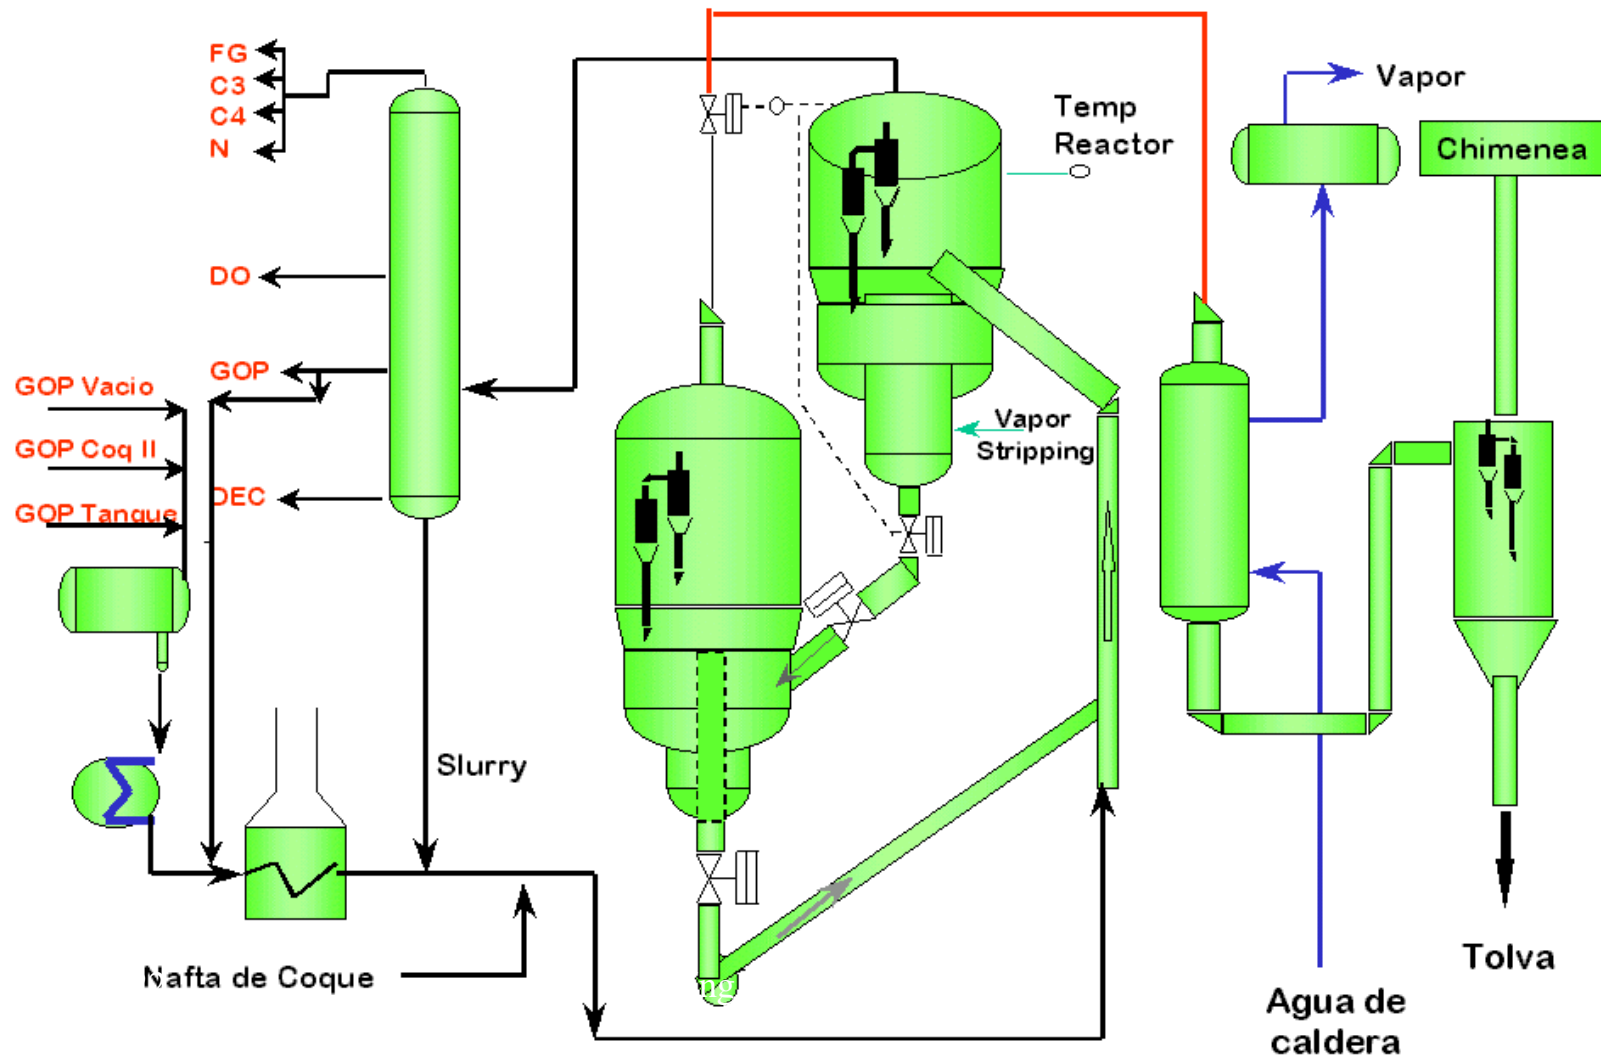 FG
C3
C4
N
DO
GOP
DEC
GOP Vacio
GOP Coq II
GOP Tanque
Slurry
Nafta de Coque
Temp
Reactor
Vapor
Stripping
Vapor
Chimenea
Agua de
caldera
Tolva
ng